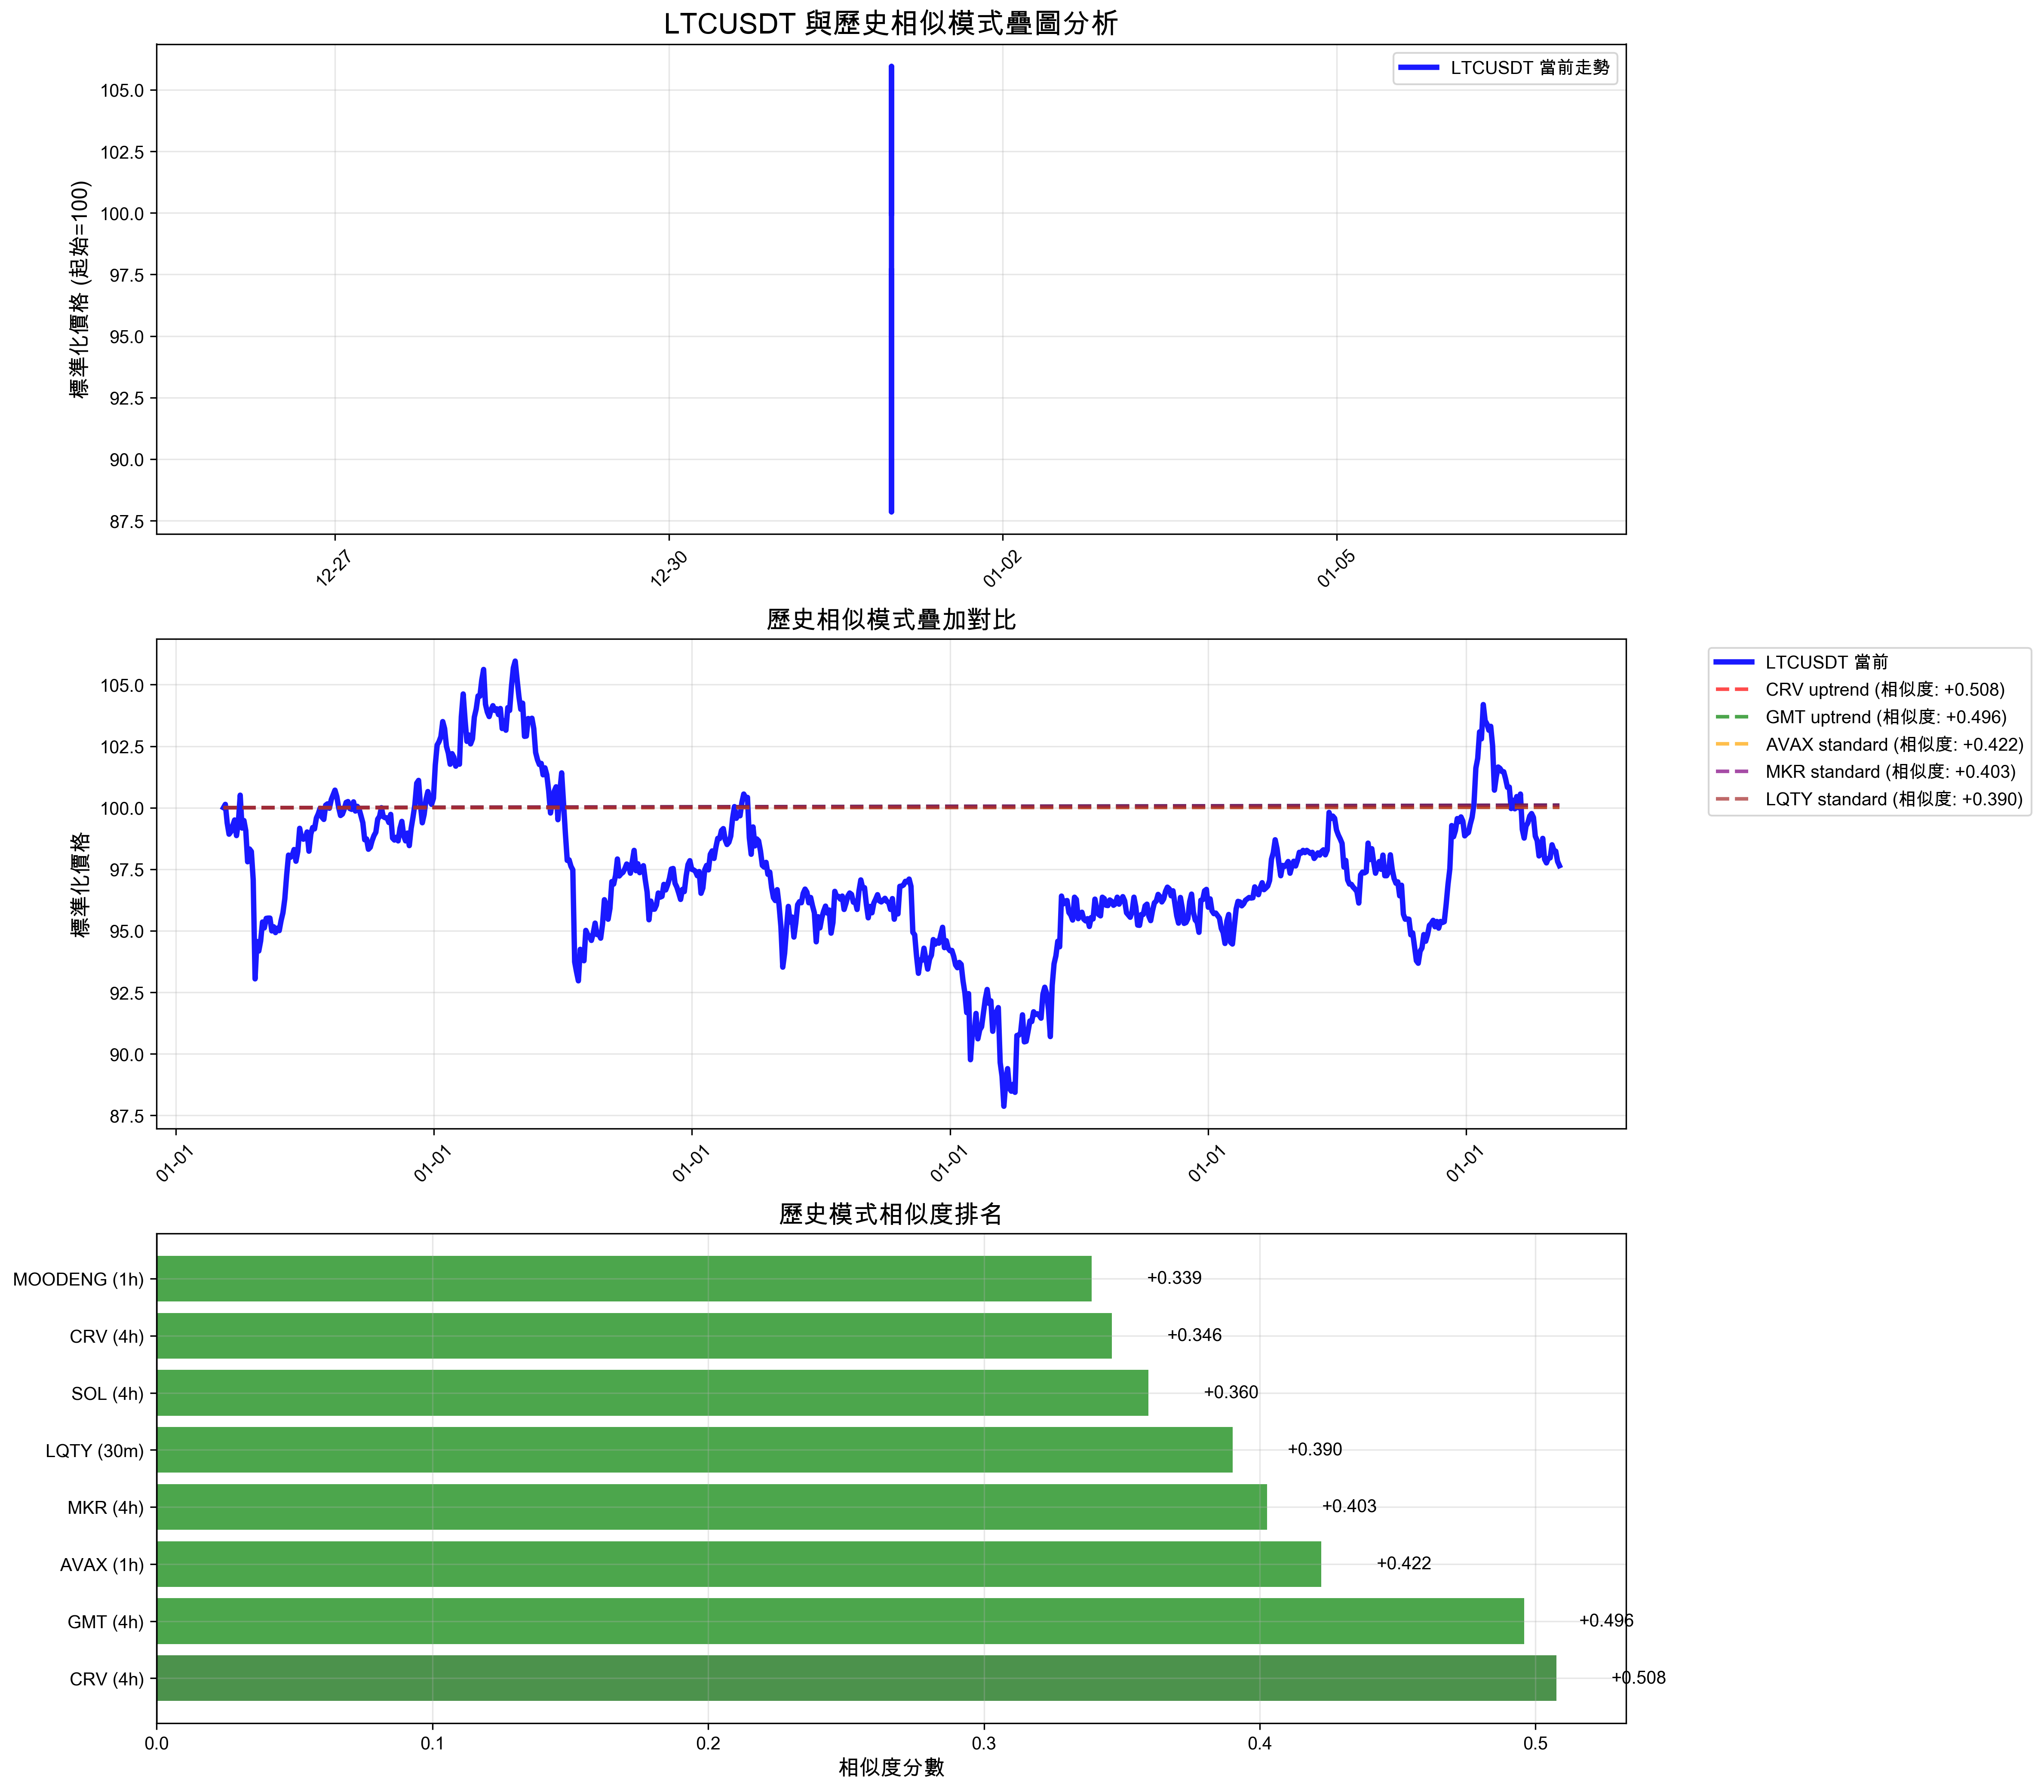 LTCUSDT 與歷史相似模式疊圖分析
LTCUSDT 當前走勢
標準化價格 (起始=100)
105.0
102.5
100.0
97.5
95.0
92.5
90.0
87.5
12-27
12-30
01-02
01-05
歷史相似模式疊加對比
LTCUSDT 當前
CRV uptrend (相似度: +0.508)
GMT uptrend (相似度: +0.496)
AVAX standard (相似度: +0.422)
MKR standard (相似度: +0.403)
LQTY standard (相似度: +0.390)
標準化價格
105.0
102.5
100.0
97.5
95.0
92.5
90.0
87.5
01-01
01-01
01-01
01-01
01-01
01-01
歷史模式相似度排名
MOODENG (1h)
+0.339
CRV (4h)
+0.346
SOL (4h)
+0.360
LQTY (30m)
+0.390
MKR (4h)
+0.403
AVAX (1h)
+0.422
GMT (4h)
+0.496
CRV (4h)
+0.508
0.0
0.1
0.2
0.3
0.4
0.5
相似度分數